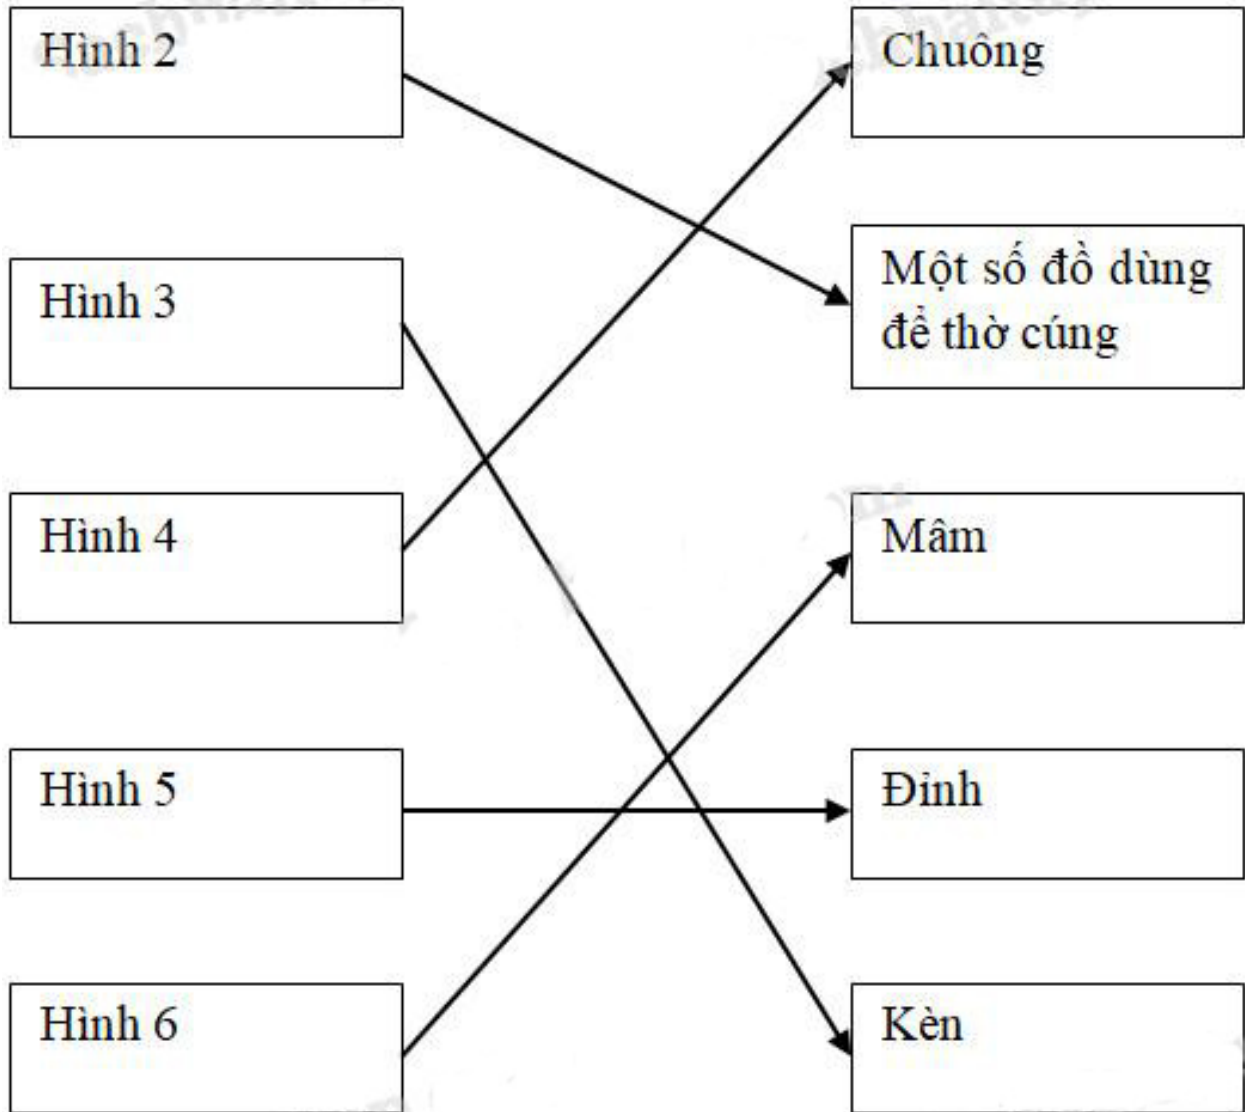 Hình 2
Chuông
Một số đồ dùng
để thờ cúng
Hình 3
Hình 4
Mâm
Hình 5
Đỉnh
Hình 6
Kèn